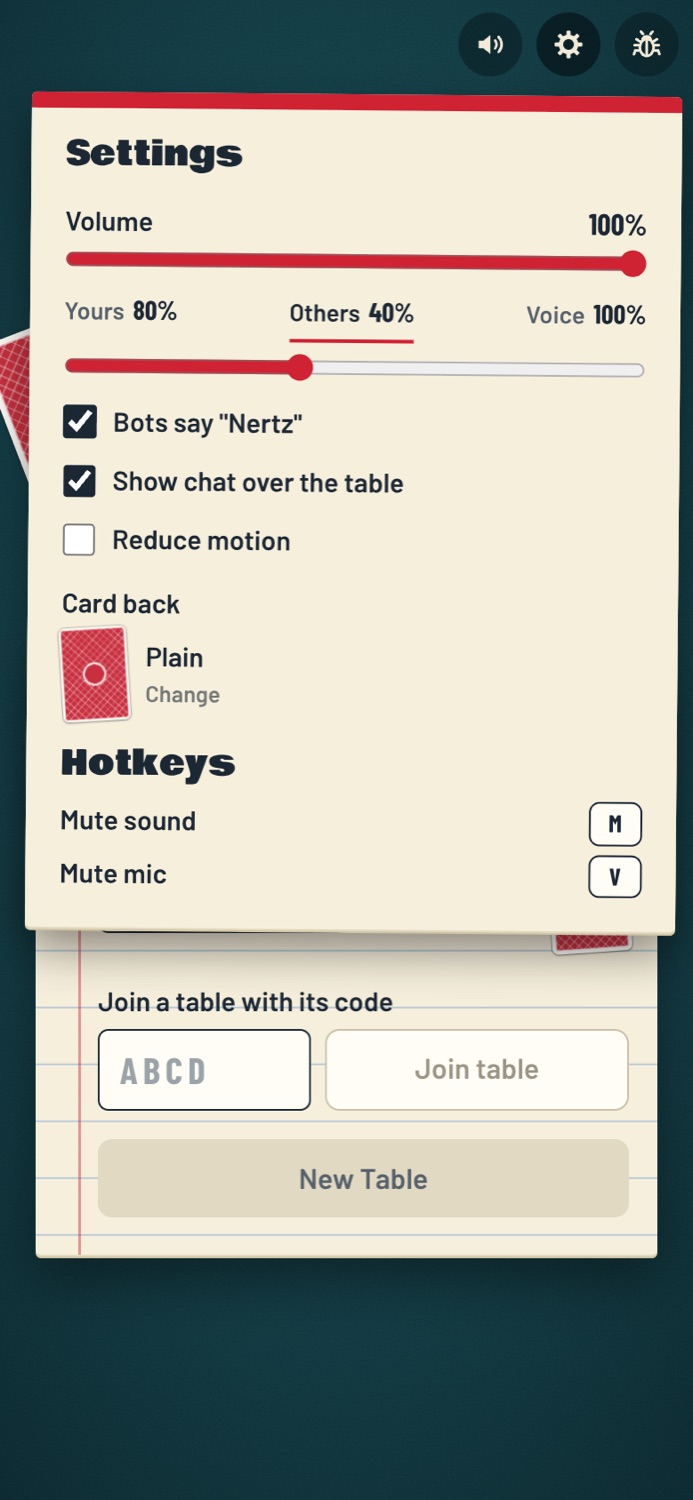 Settings
Volume 100%
Yours 80% Others 40% Voice 100%
Bots say "Nertz"
Show chat over the table
Reduce motion
Card back
Plain
Change
Hotkeys
Mute sound M
Mute mic V
Join a table with its code
ABCD Join table
New Table